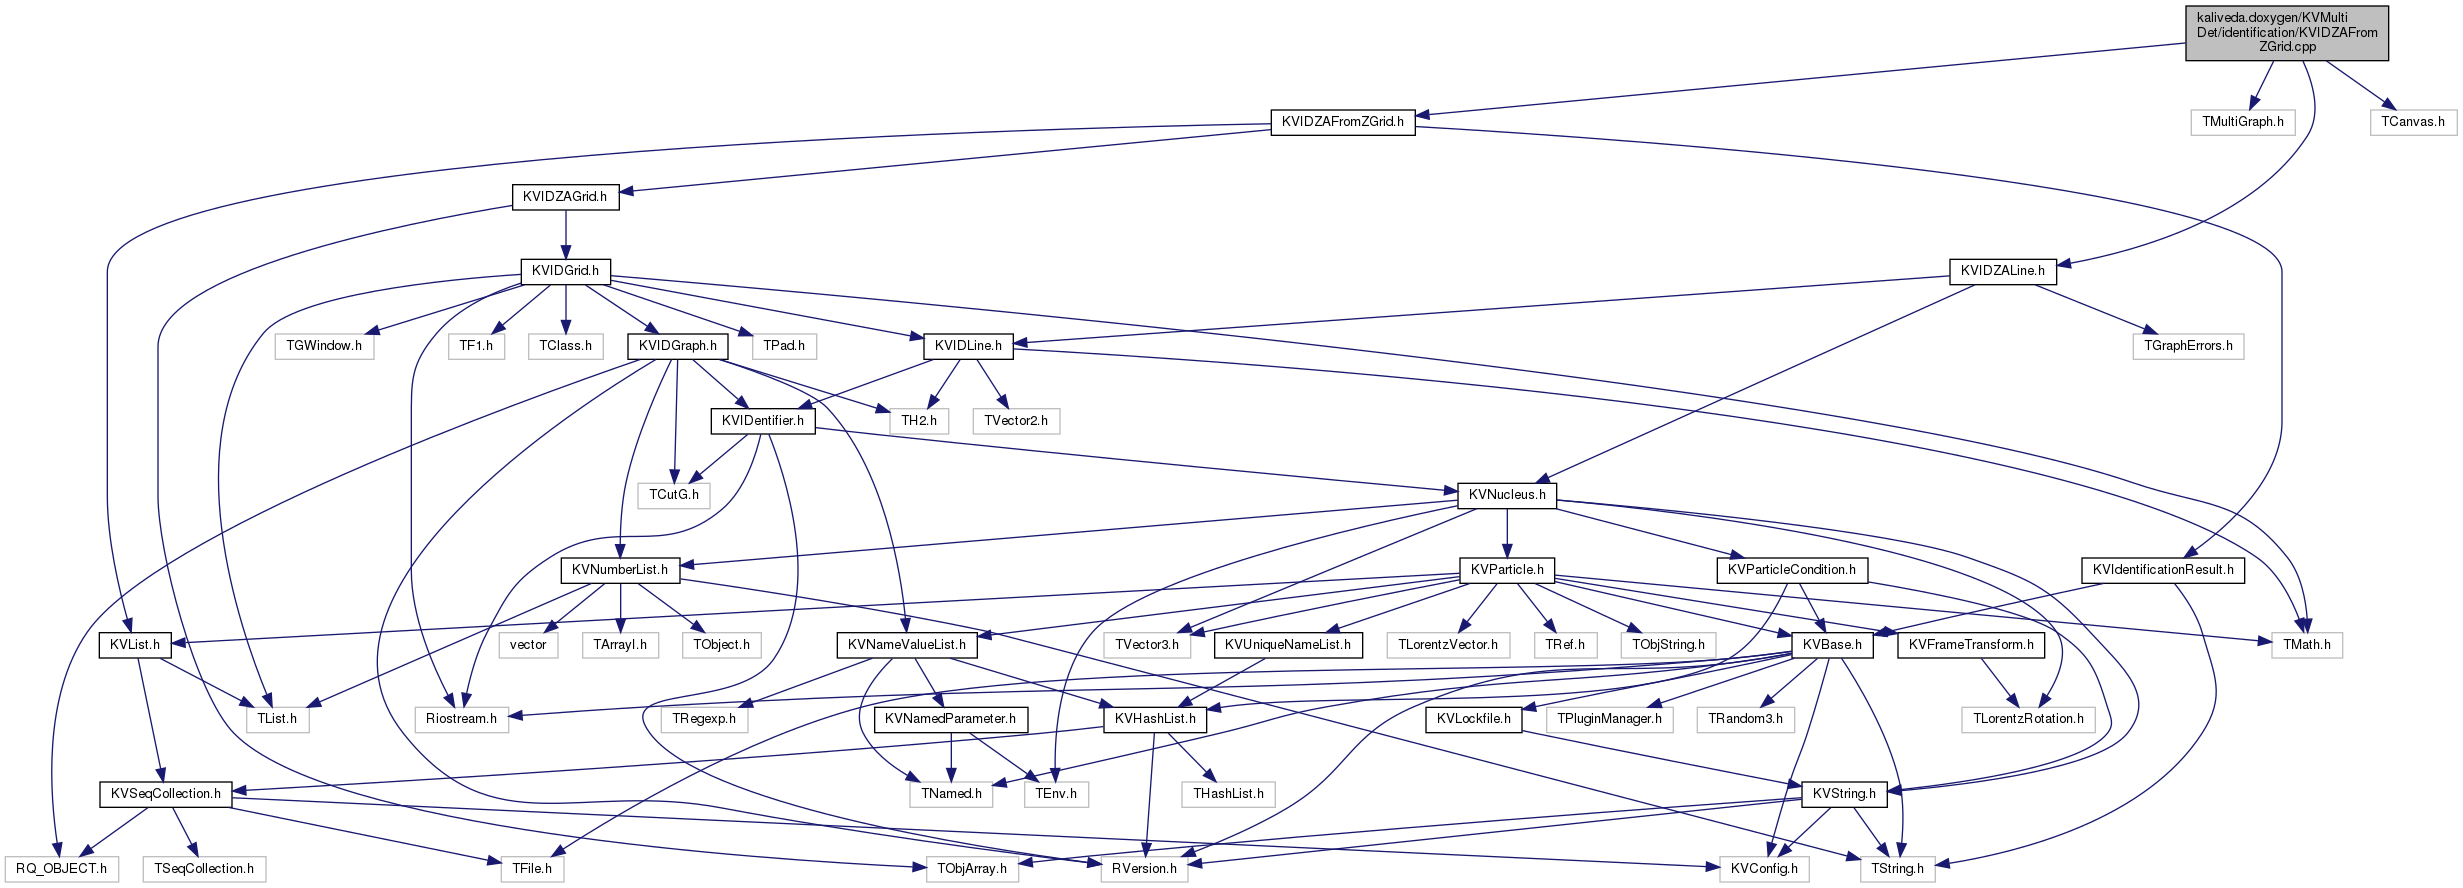 kaliveda.doxygen/KVMulti
Det/identification/KVIDZAFrom
ZGrid.cpp
KVIDZAFromZGrid.h
TMultiGraph.h
TCanvas.h
KVIDZAGrid.h
KVIDGrid.h
KVIDZALine.h
TGWindow.h
TF1.h
TClass.h
KVIDGraph.h
TPad.h
KVIDLine.h
TGraphErrors.h
KVIDentifier.h
TH2.h
TVector2.h
TCutG.h
KVNucleus.h
KVNumberList.h
KVParticle.h
KVParticleCondition.h
KVIdentificationResult.h
KVList.h
vector
TArrayI.h
TObject.h
KVNameValueList.h
TVector3.h
KVUniqueNameList.h
TLorentzVector.h
TRef.h
TObjString.h
KVBase.h
KVFrameTransform.h
TMath.h
TList.h
Riostream.h
TRegexp.h
KVNamedParameter.h
KVHashList.h
KVLockfile.h
TPluginManager.h
TRandom3.h
TLorentzRotation.h
KVSeqCollection.h
TNamed.h
TEnv.h
THashList.h
KVString.h
RQ_OBJECT.h
TSeqCollection.h
TFile.h
TObjArray.h
RVersion.h
KVConfig.h
TString.h